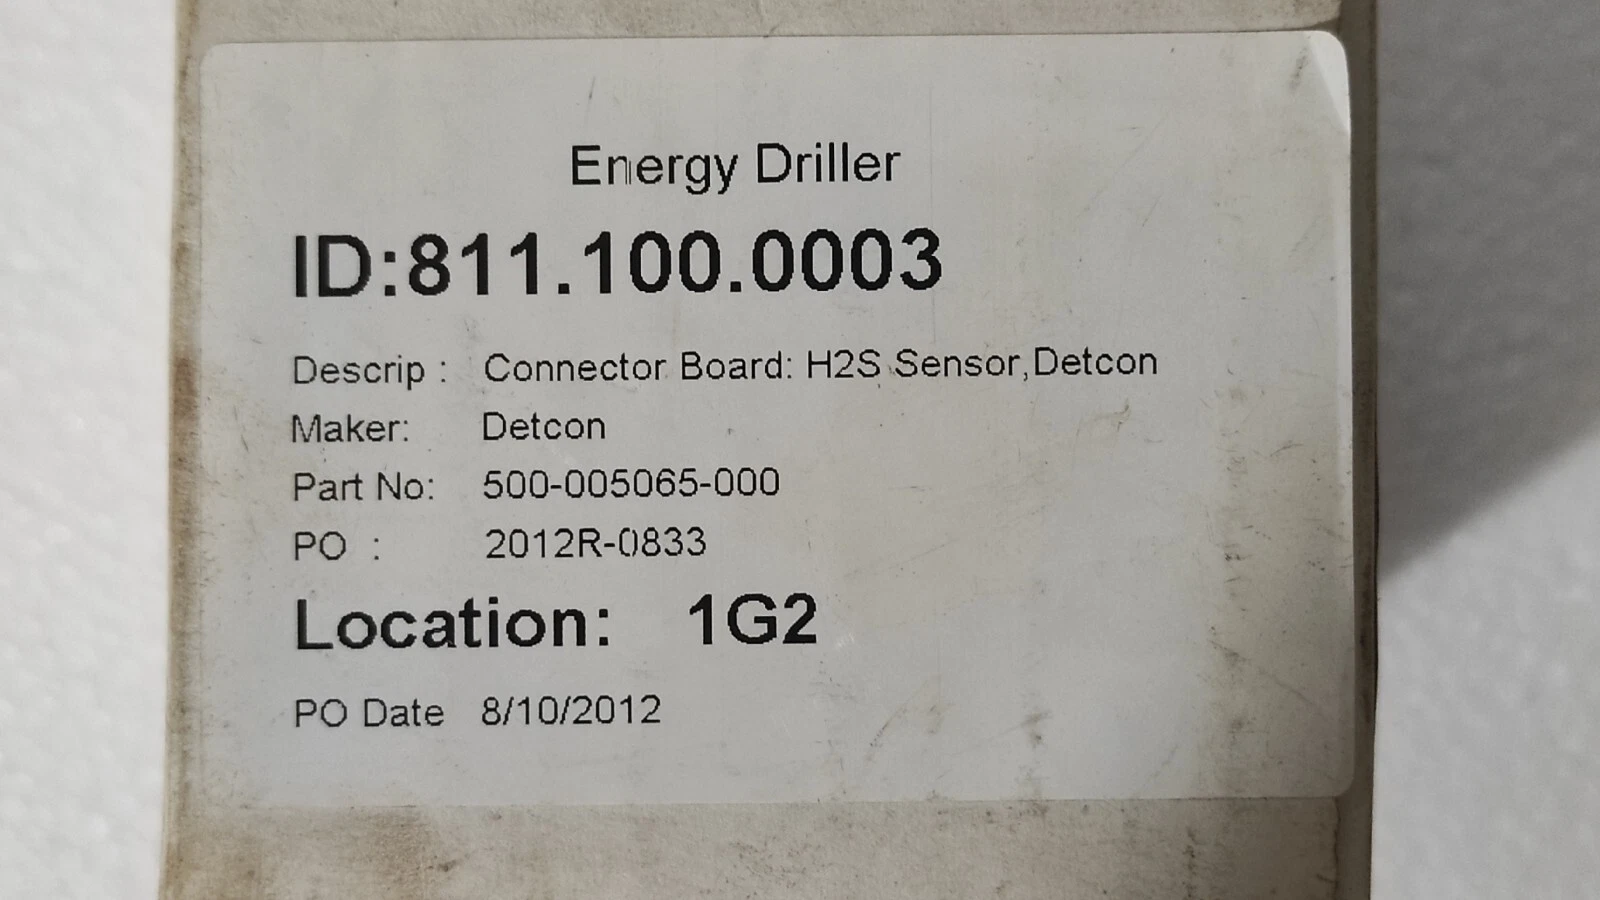 Energy Driller
ID:811.100.0003
Descrip : Connector Board: H2S Sensor,Detcon
Maker: Detcon
Part No: 500-005065-000
PO : 2012R-0833
Location: 1G2
PO Date 8/10/2012